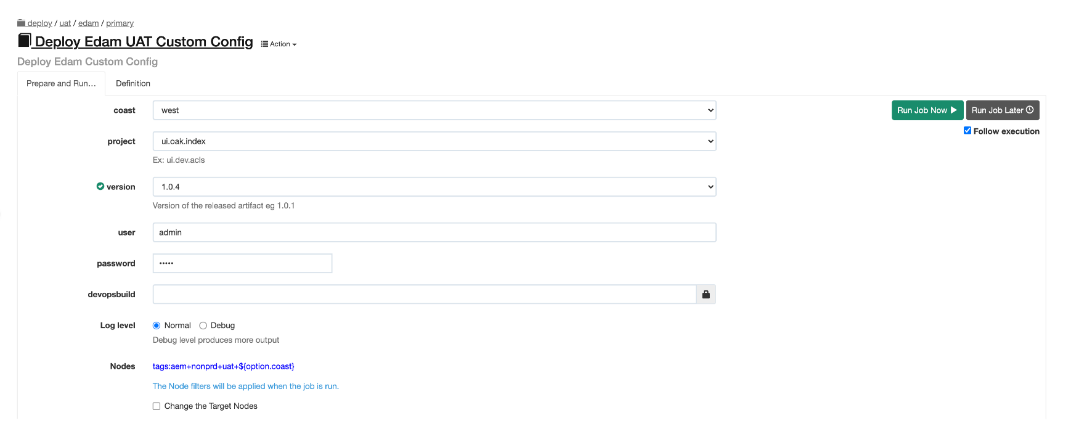 deploy / uat / edam / primary
Deploy Edam UAT Custom Config Action
Deploy Edam Custom Config
Prepare and Run… Definition
coast west Run Job Now Run Job Later
Follow execution
project ui.oak.index
Ex: ui.dev.acls
version 1.0.4
Version of the released artifact eg 1.0.1
user admin
password •••••
devopsbuild
Log level Normal Debug
Debug level produces more output
Nodes tags:aem+nonprd+uat+${option.coast}
The Node filters will be applied when the job is run.
Change the Target Nodes